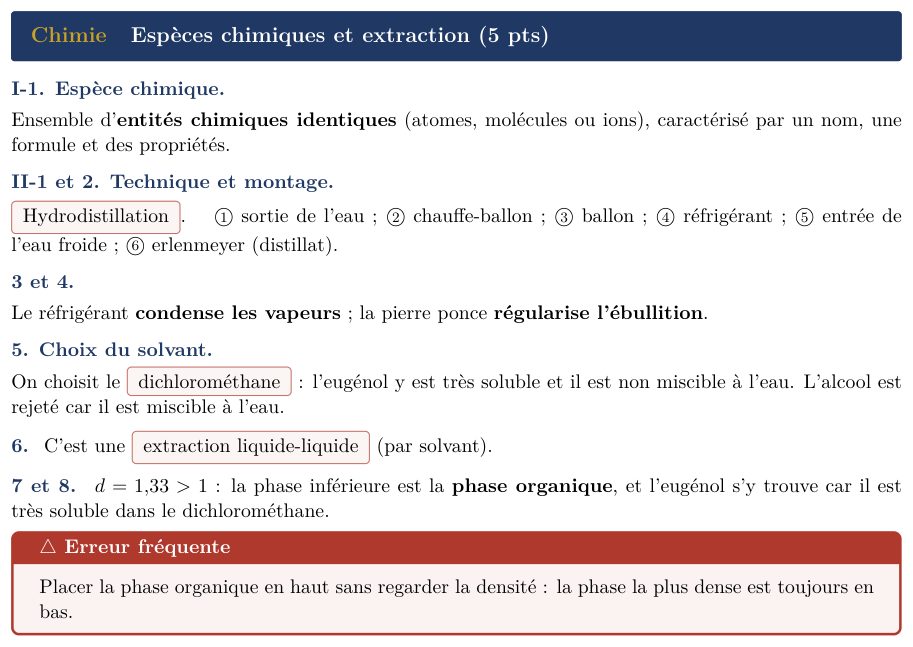 Chimie Espèces chimiques et extraction (5 pts)
I-1. Espèce chimique.
Ensemble d'entités chimiques identiques (atomes, molécules ou ions), caractérisé par un nom, une
formule et des propriétés.
II-1 et 2. Technique et montage.
Hydrodistillation. ① sortie de l'eau ; ② chauffe-ballon ; ③ ballon ; ④ réfrigérant ; ⑤ entrée de
l'eau froide ; ⑥ erlenmeyer (distillat).
3 et 4.
Le réfrigérant condense les vapeurs ; la pierre ponce régularise l'ébullition.
5. Choix du solvant.
On choisit le dichlorométhane : l'eugénol y est très soluble et il est non miscible à l'eau. L'alcool est
rejeté car il est miscible à l'eau.
6. C'est une extraction liquide-liquide (par solvant).
7 et 8. d = 1,33 > 1 : la phase inférieure est la phase organique, et l'eugénol s'y trouve car il est
très soluble dans le dichlorométhane.
△ Erreur fréquente
Placer la phase organique en haut sans regarder la densité : la phase la plus dense est toujours en
bas.